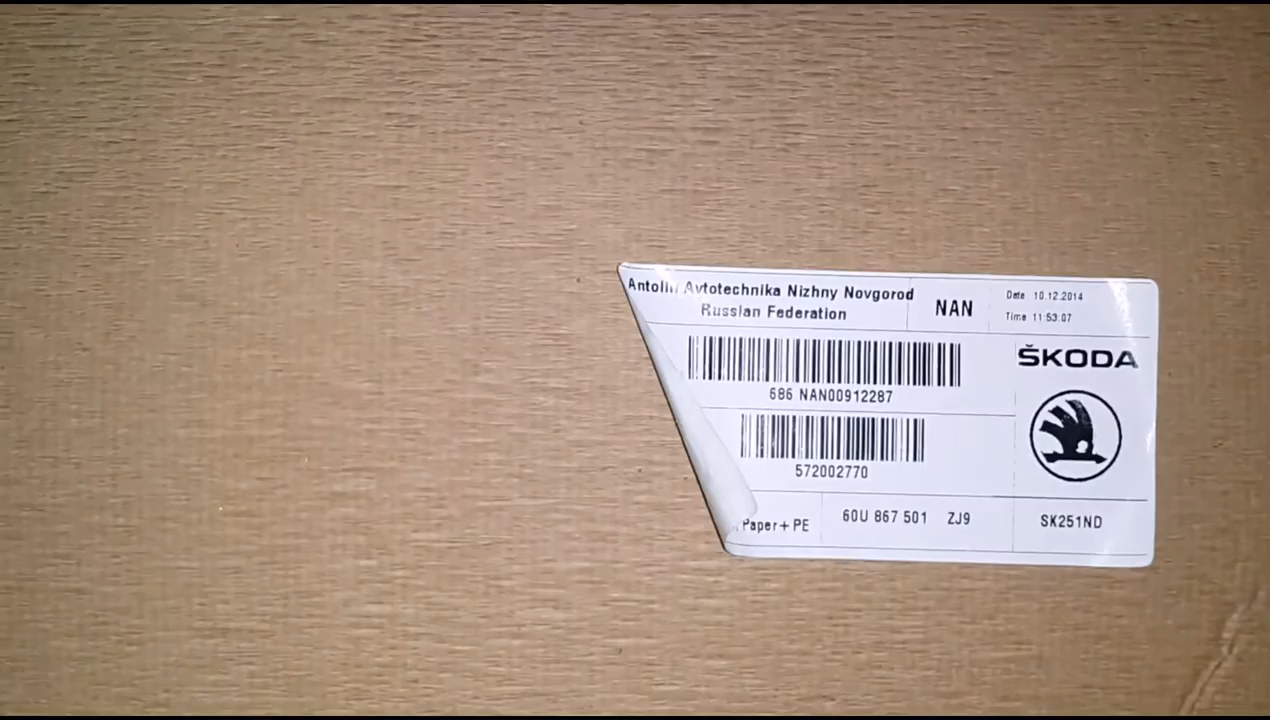 Antolin Avtotechnika Nizhny Novgorod
Russian Federation
NAN
Date 10.12.2014
Time 11:53:07
686 NAN00912287
ŠKODA
572002770
Paper+PE
60U 867 501 ZJ9
SK251ND